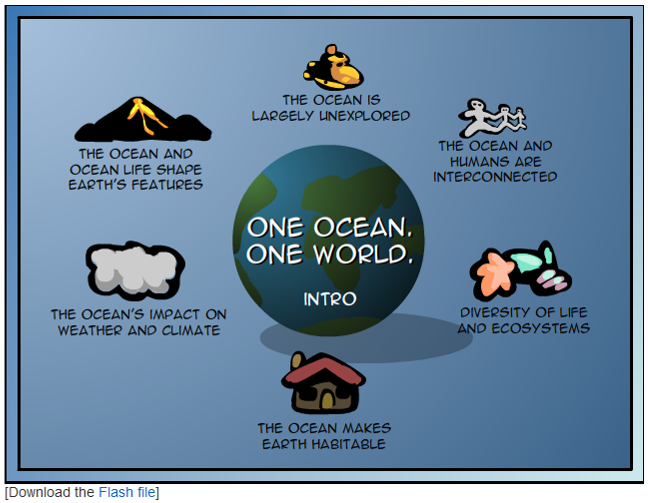 THE OCEAN IS
LARGELY UNEXPLORED
THE OCEAN AND
OCEAN LIFE SHAPE
EARTH'S FEATURES
THE OCEAN AND
HUMANS ARE
INTERCONNECTED
ONE OCEAN.
ONE WORLD.
INTRO
THE OCEAN'S IMPACT ON
WEATHER AND CLIMATE
DIVERSITY OF LIFE
AND ECOSYSTEMS
THE OCEAN MAKES
EARTH HABITABLE
[Download the Flash file]